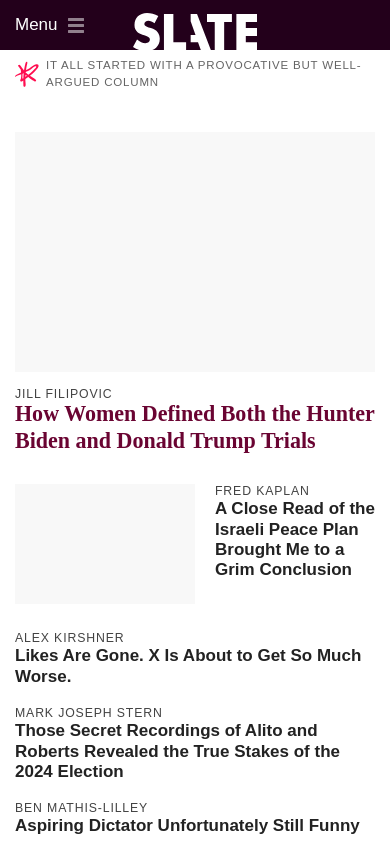 Menu
SLATE
IT ALL STARTED WITH A PROVOCATIVE BUT WELL-
ARGUED COLUMN
JILL FILIPOVIC
How Women Defined Both the Hunter
Biden and Donald Trump Trials
FRED KAPLAN
A Close Read of the
Israeli Peace Plan
Brought Me to a
Grim Conclusion
ALEX KIRSHNER
Likes Are Gone. X Is About to Get So Much
Worse.
MARK JOSEPH STERN
Those Secret Recordings of Alito and
Roberts Revealed the True Stakes of the
2024 Election
BEN MATHIS-LILLEY
Aspiring Dictator Unfortunately Still Funny